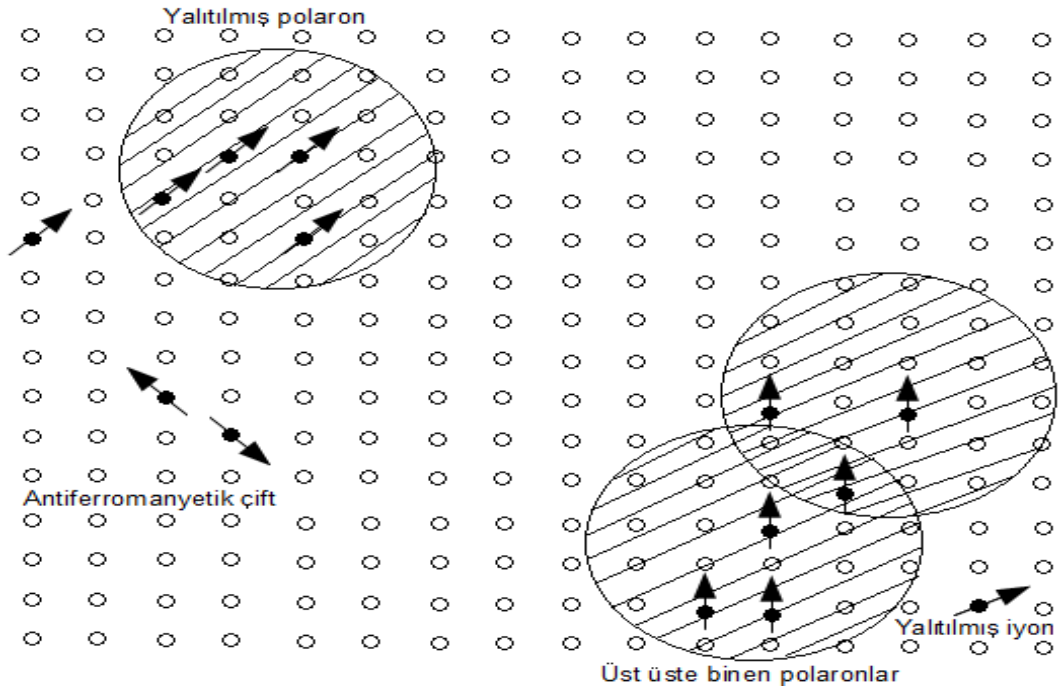 Yalıtılmış polaron
Antiferromanyetik çift
Yalıtılmış iyon
Üst üste binen polaronlar